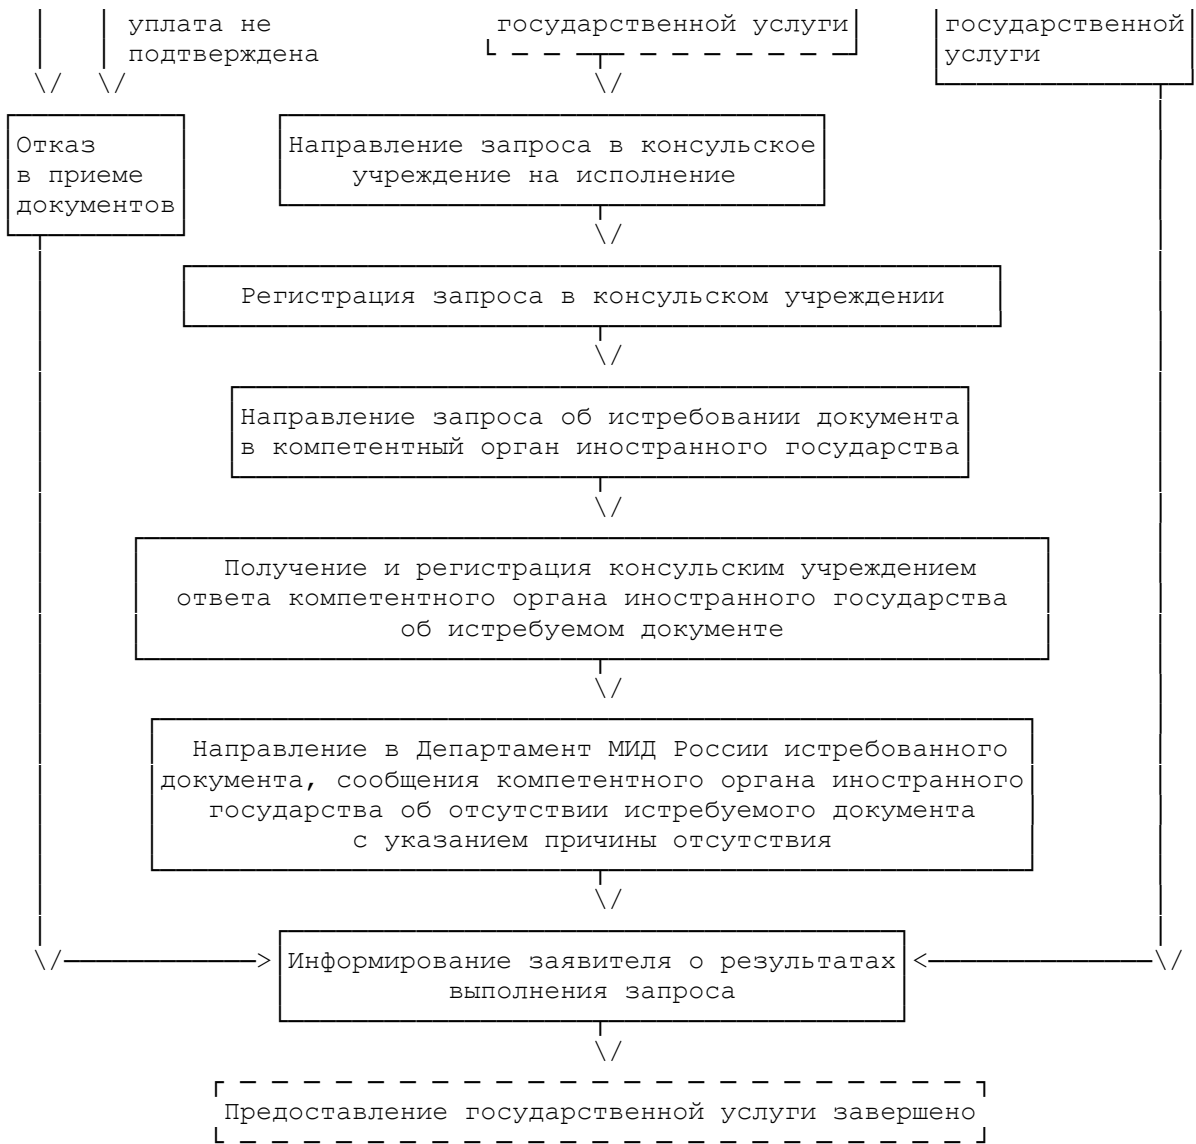 уплата не
подтверждена
государственной услуги
государственной
услуги
Отказ
в приеме
документов
Направление запроса в консульское
учреждение на исполнение
Регистрация запроса в консульском учреждении
Направление запроса об истребовании документа
в компетентный орган иностранного государства
Получение и регистрация консульским учреждением
ответа компетентного органа иностранного государства
об истребуемом документе
Направление в Департамент МИД России истребованного
документа, сообщения компетентного органа иностранного
государства об отсутствии истребуемого документа
с указанием причины отсутствия
Информирование заявителя о результатах
выполнения запроса
Предоставление государственной услуги завершено